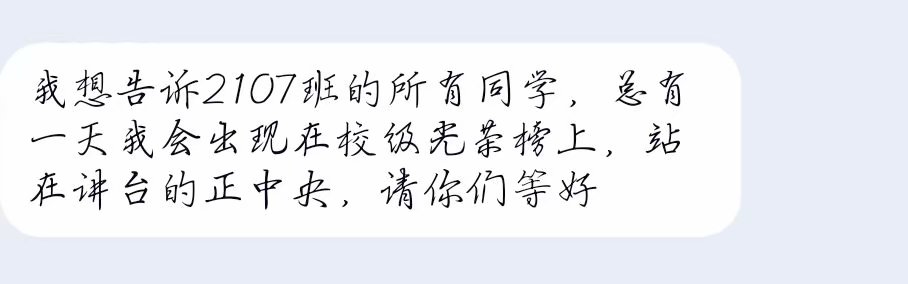 我想告诉2107班的所有同学，总有
一天我会出现在校级光荣榜上，站
在讲台的正中央，请你们等好